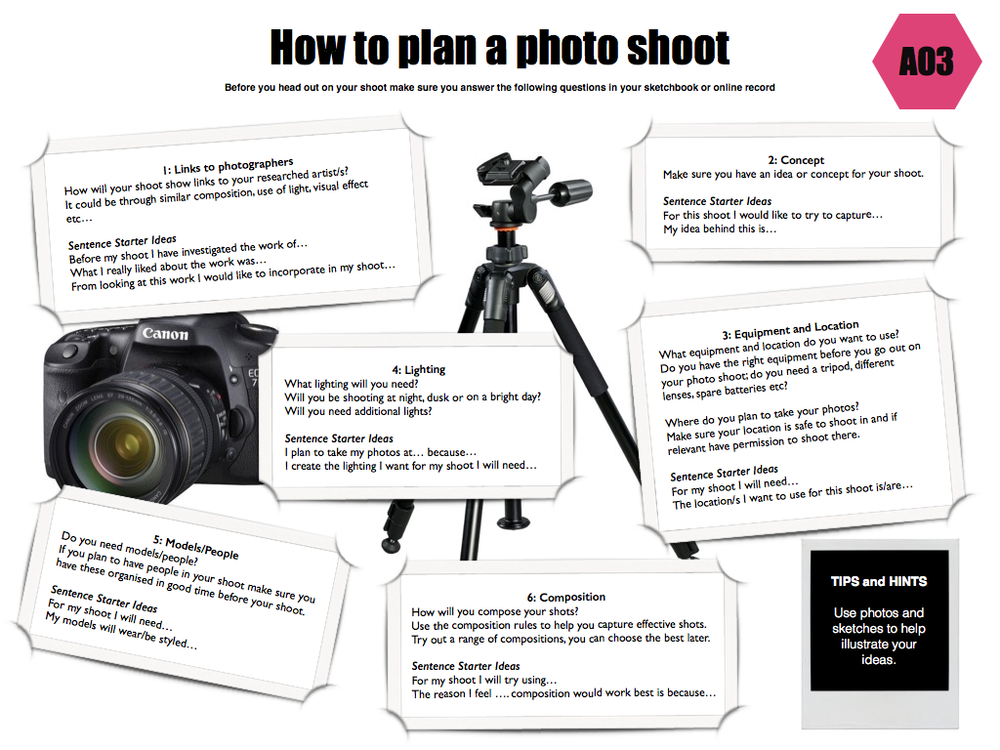 How to plan a photo shoot
AO3
Before you head out on your shoot make sure you answer the following questions in your sketchbook or online record
1: Links to photographers
How will your shoot show links to your researched artist/s?
It could be through similar composition, use of light, visual effect
etc…
Sentence Starter Ideas
Before my shoot I have investigated the work of…
What I really liked about the work was…
From looking at this work I would like to incorporate in my shoot…
2: Concept
Make sure you have an idea or concept for your shoot.
Sentence Starter Ideas
For this shoot I would like to try to capture…
My idea behind this is…
3: Equipment and Location
What equipment and location do you want to use?
Do you have the right equipment before you go out on
your photo shoot; do you need a tripod, different
lenses, spare batteries etc?
Where do you plan to take your photos?
Make sure your location is safe to shoot in and if
relevant have permission to shoot there.
Sentence Starter Ideas
For my shoot I will need…
The location/s I want to use for this shoot is/are…
Canon
EO
7
CANON ZOOM LENS EF
4: Lighting
What lighting will you need?
Will you be shooting at night, dusk or on a bright day?
Will you need additional lights?
Sentence Starter Ideas
I plan to take my photos at… because…
I create the lighting I want for my shoot I will need…
5: Models/People
Do you need models/people?
If you plan to have people in your shoot make sure you
have these organised in good time before your shoot.
Sentence Starter Ideas
For my shoot I will need…
My models will wear/be styled…
6: Composition
How will you compose your shots?
Use the composition rules to help you capture effective shots.
Try out a range of compositions, you can choose the best later.
Sentence Starter Ideas
For my shoot I will try using…
The reason I feel …. composition would work best is because…
TIPS and HINTS
Use photos and
sketches to help
illustrate your
ideas.